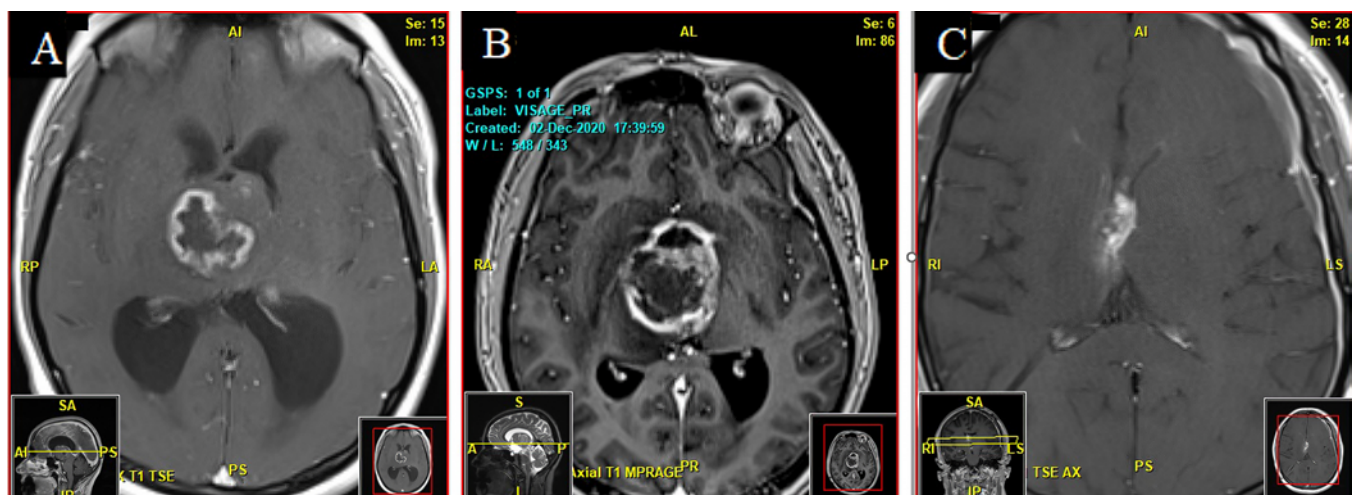 A
Se: 15
Im: 13
AI
RP
LA
SA
AI
PS
X T1 TSE
PS
B
Se: 6
Im: 86
AL
GSPS: 1 of 1
Label: VISAGE_PR
Created: 02-Dec-2020 17:39:59
W / L: 548 / 343
RA
LP
S
A
P
Axial T1 MPRAGE
PR
C
Se: 28
Im: 14
AI
RI
LS
SA
RI
LS
IP
TSE AX
PS